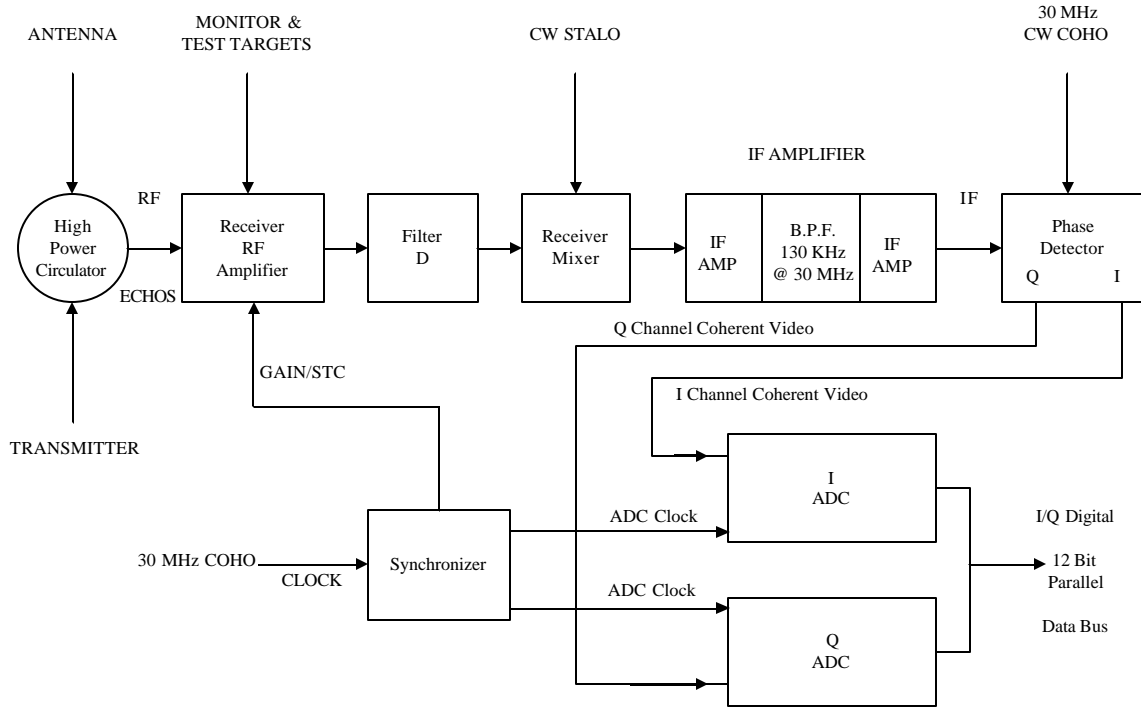 ANTENNA
MONITOR &
TEST TARGETS
CW STALO
30 MHz
CW COHO
IF AMPLIFIER
High
Power
Circulator
RF
ECHOS
Receiver
RF
Amplifier
Filter
D
Receiver
Mixer
IF
AMP
B.P.F.
130 KHz
@ 30 MHz
IF
AMP
IF
Phase
Detector
Q I
TRANSMITTER
GAIN/STC
Q Channel Coherent Video
I Channel Coherent Video
30 MHz COHO
CLOCK
Synchronizer
ADC Clock
ADC Clock
I
ADC
Q
ADC
I/Q Digital
12 Bit
Parallel
Data Bus